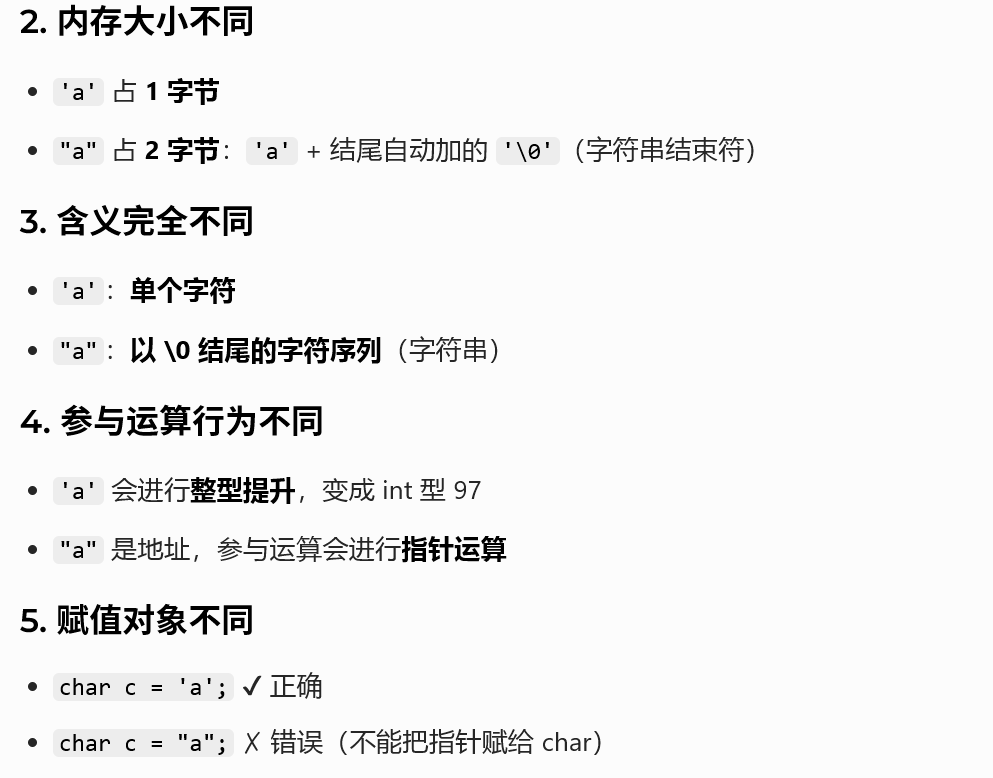 2. 内存大小不同
• 'a' 占 1 字节
• "a" 占 2 字节：'a' + 结尾自动加的 '\0'（字符串结束符）
3. 含义完全不同
• 'a'：单个字符
• "a"：以 \0 结尾的字符序列（字符串）
4. 参与运算行为不同
• 'a' 会进行整型提升，变成 int 型 97
• "a" 是地址，参与运算会进行指针运算
5. 赋值对象不同
• char c = 'a'; ✓ 正确
• char c = "a"; ✗ 错误（不能把指针赋给 char）